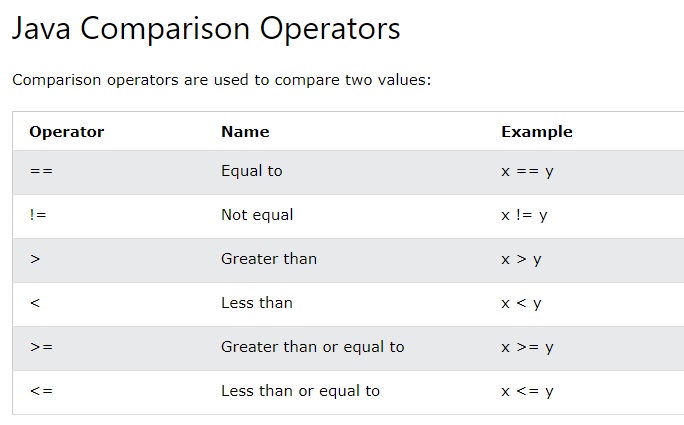 Java Comparison Operators
Comparison operators are used to compare two values:
Operator Name Example
== Equal to x == y
!= Not equal x != y
> Greater than x > y
< Less than x < y
>= Greater than or equal to x >= y
<= Less than or equal to x <= y